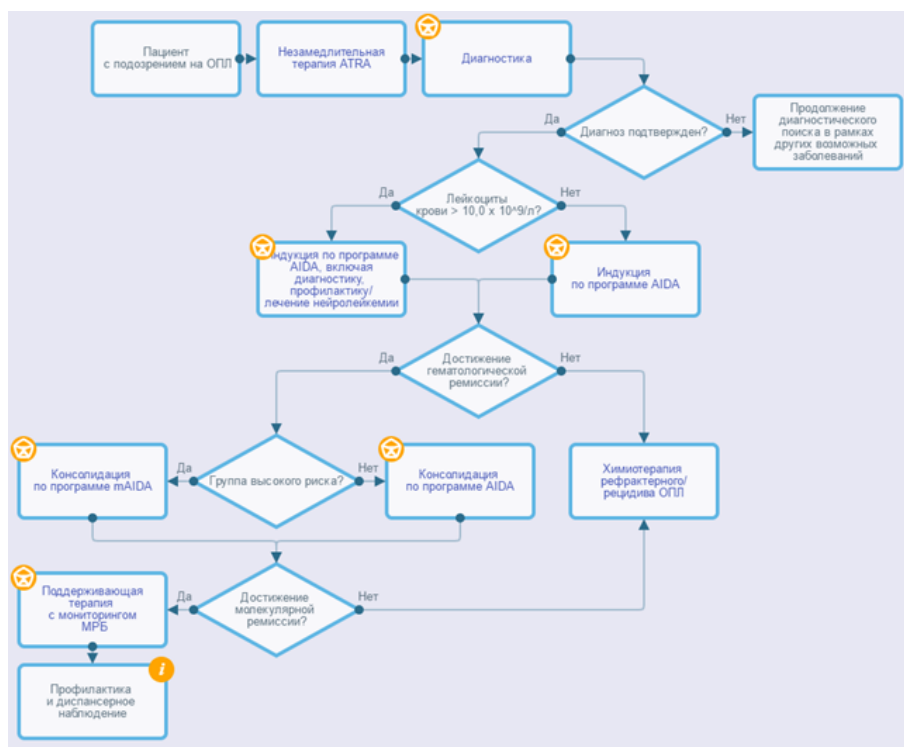 Пациент
с подозрением на ОПЛ
Незамедлительная
терапия ATRA
Диагностика
Диагноз подтвержден?
Да
Нет
Продолжение
диагностического
поиска в рамках
других возможных
заболеваний
Лейкоциты
крови > 10,0 x 10^9/л?
Да
Нет
Индукция по программе
AIDA, включая
диагностику,
профилактику/
лечение нейролейкемии
Индукция
по программе AIDA
Достижение
гематологической
ремиссии?
Да
Нет
Группа высокого риска?
Да
Нет
Консолидация
по программе mAIDA
Консолидация
по программе AIDA
Химиотерапия
рефрактерного/
рецидива ОПЛ
Достижение
молекулярной
ремиссии?
Да
Нет
Поддерживающая
терапия
с мониторингом
МРБ
i
Профилактика
и диспансерное
наблюдение